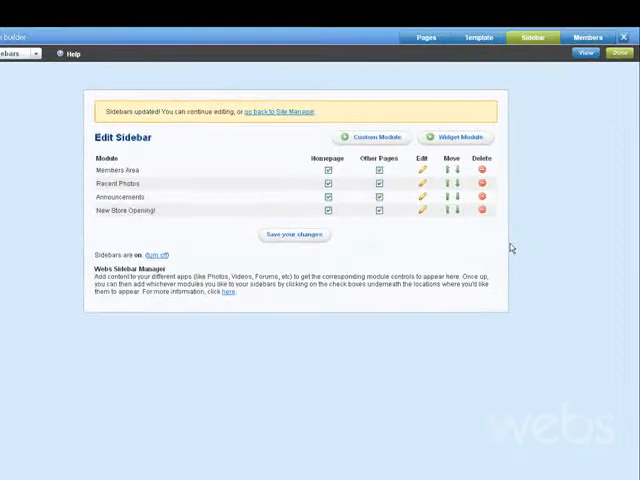 builder Pages Template Sidebar Members X
ebars Help View Done
Sidebars updated! You can continue editing, or go back to Site Manager
Edit Sidebar Custom Module Widget Module
Module Homepage Other Pages Edit Move Delete
Members Area
Recent Photos
Announcements
New Store Opening!
Save your changes
Sidebars are on. (turn off)
Webs Sidebar Manager
Add content to your different apps (like Photos, Videos, Forums, etc) to get the corresponding module controls to appear here. Once up,
you can then add whichever modules you like to your sidebars by clicking on the check boxes underneath the locations where you'd like
them to appear. For more information, click here.
webs